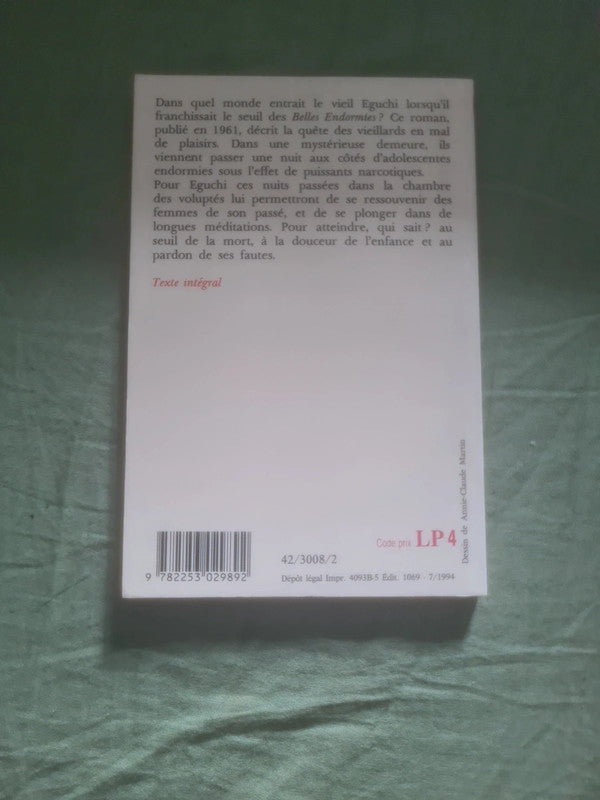 Dans quel monde entrait le vieil Eguchi lorsqu'il
franchissait le seuil des Belles Endormies ? Ce roman,
publié en 1961, décrit la quête des vieillards en mal
de plaisirs. Dans une mystérieuse demeure, ils
viennent passer une nuit aux côtés d'adolescentes
endormies sous l'effet de puissants narcotiques.
Pour Eguchi ces nuits passées dans la chambre
des voluptés lui permettront de se ressouvenir des
femmes de son passé, et de se plonger dans de
longues méditations. Pour atteindre, qui sait ? au
seuil de la mort, à la douceur de l'enfance et au
pardon de ses fautes.
Texte intégral
Dessin de Annie-Claude Martin
Code prix LP 4
42/3008/2
9 782253 029892
Dépôt légal Impr. 4093B-5 Édit. 1069 - 7/1994